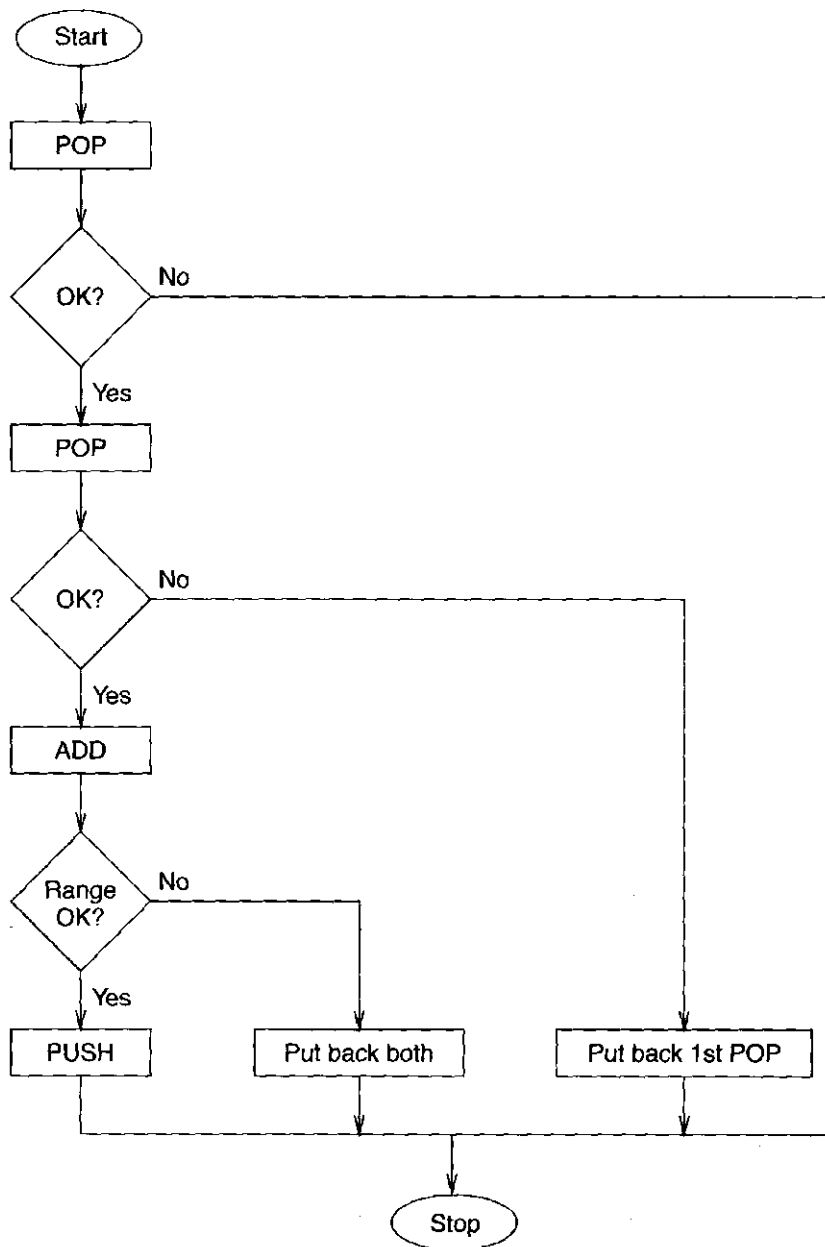 Start
POP
OK?
No
Yes
POP
OK?
No
Yes
ADD
Range
OK?
No
Yes
PUSH
Put back both
Put back 1st POP
Stop